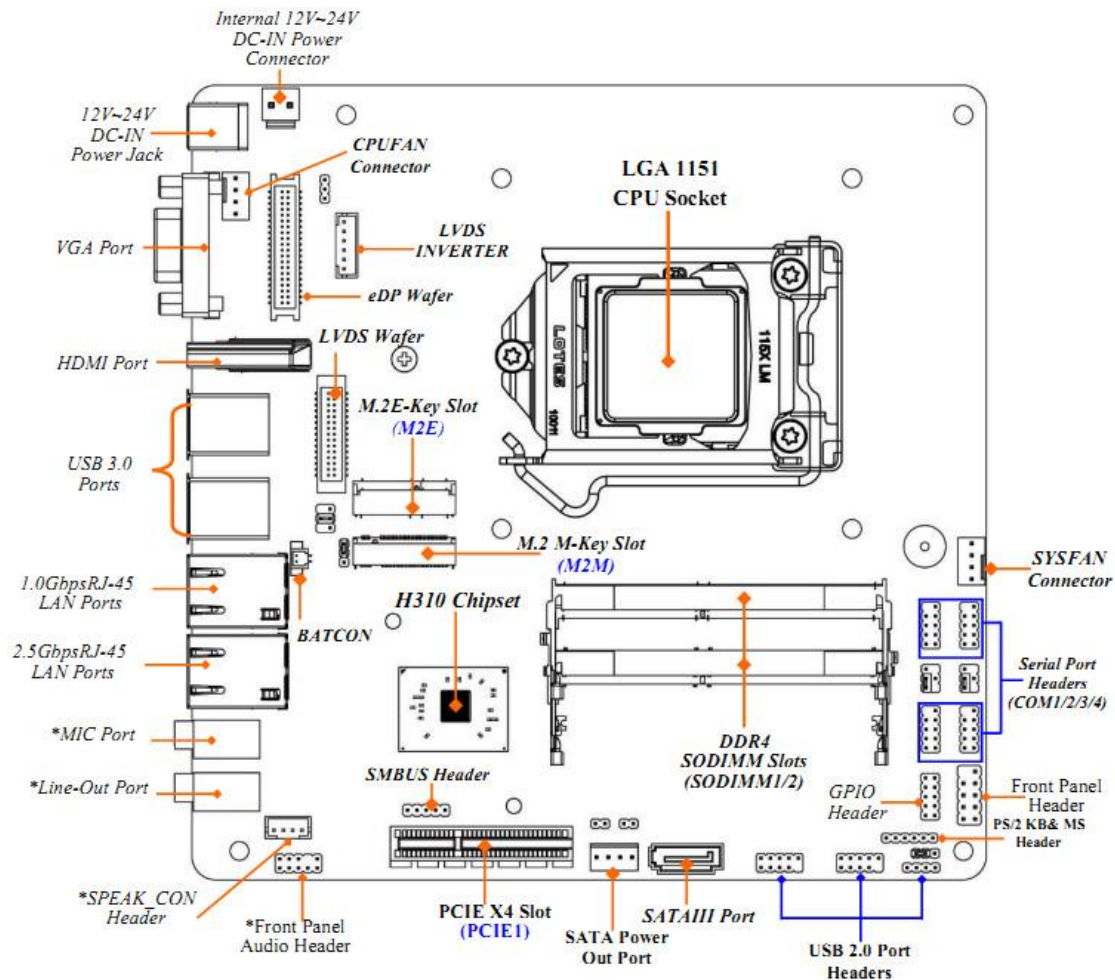 Internal 12V~24V
DC-IN Power
Connector
12V~24V
DC-IN
Power Jack
CPUFAN
Connector
LGA 1151
CPU Socket
VGA Port
LVDS
INVERTER
eDP Wafer
LVDS Wafer
HDMI Port
LOTES
115X LM
10011
M.2E-Key Slot
(M2E)
USB 3.0
Ports
M.2 M-Key Slot
(M2M)
SYSFAN
Connector
1.0GbpsRJ-45
LAN Ports
BATCON
H310 Chipset
2.5GbpsRJ-45
LAN Ports
Serial Port
Headers
(COM1/2/3/4)
*MIC Port
DDR4
SODIMM Slots
(SODIMM1/2)
SMBUS Header
*Line-Out Port
GPIO
Header
Front Panel
Header
PS/2 KB& MS
Header
*SPEAK_CON
Header
*Front Panel
Audio Header
PCIE X4 Slot
(PCIE1)
SATA Power
Out Port
SATAIII Port
USB 2.0 Port
Headers